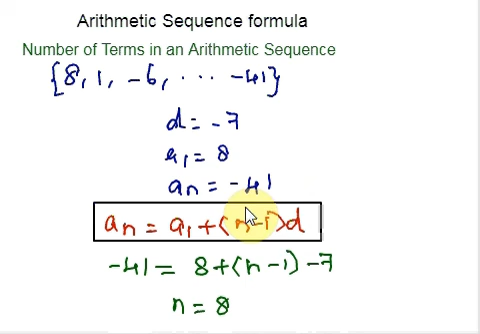 Arithmetic Sequence formula
Number of Terms in an Arithmetic Sequence
{8, 1, -6, ... -41}
d = -7
a₁ = 8
aₙ = -41
aₙ = a₁ + (n-1)d
-41 = 8 + (n-1) -7
n = 8